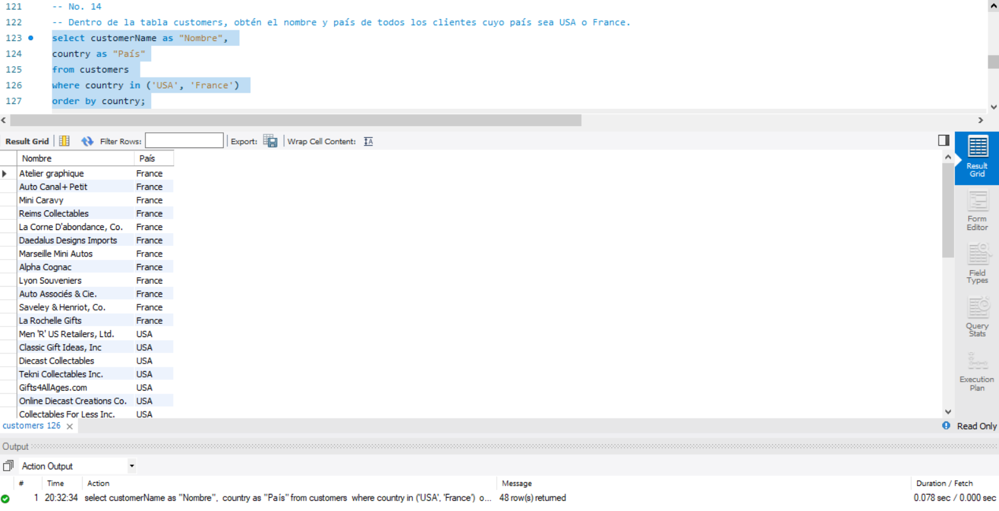 121 -- No. 14
122 -- Dentro de la tabla customers, obtén el nombre y país de todos los clientes cuyo país sea USA o France.
123 select customerName as "Nombre",
124 country as "País"
125 from customers
126 where country in ('USA', 'France')
127 order by country;
Result Grid Filter Rows: Export: Wrap Cell Content: IA
Nombre País
Atelier graphique France
Auto Canal+ Petit France
Mini Caravy France
Reims Collectables France
La Corne D'abondance, Co. France
Daedalus Designs Imports France
Marseille Mini Autos France
Alpha Cognac France
Lyon Souveniers France
Auto Associés & Cie. France
Saveley & Henriot, Co. France
La Rochelle Gifts France
Men 'R' US Retailers, Ltd. USA
Classic Gift Ideas, Inc USA
Diecast Collectables USA
Tekni Collectables Inc. USA
Gifts4AllAges.com USA
Online Diecast Creations Co. USA
Collectables For Less Inc. USA
Result
Grid
Form
Editor
Field
Types
Query
Stats
Execution
Plan
customers 126
Read Only
Output
Action Output
# Time Action Message Duration / Fetch
1 20:32:34 select customerName as "Nombre", country as "País" from customers where country in ('USA', 'France') o... 48 row(s) returned 0.078 sec / 0.000 sec